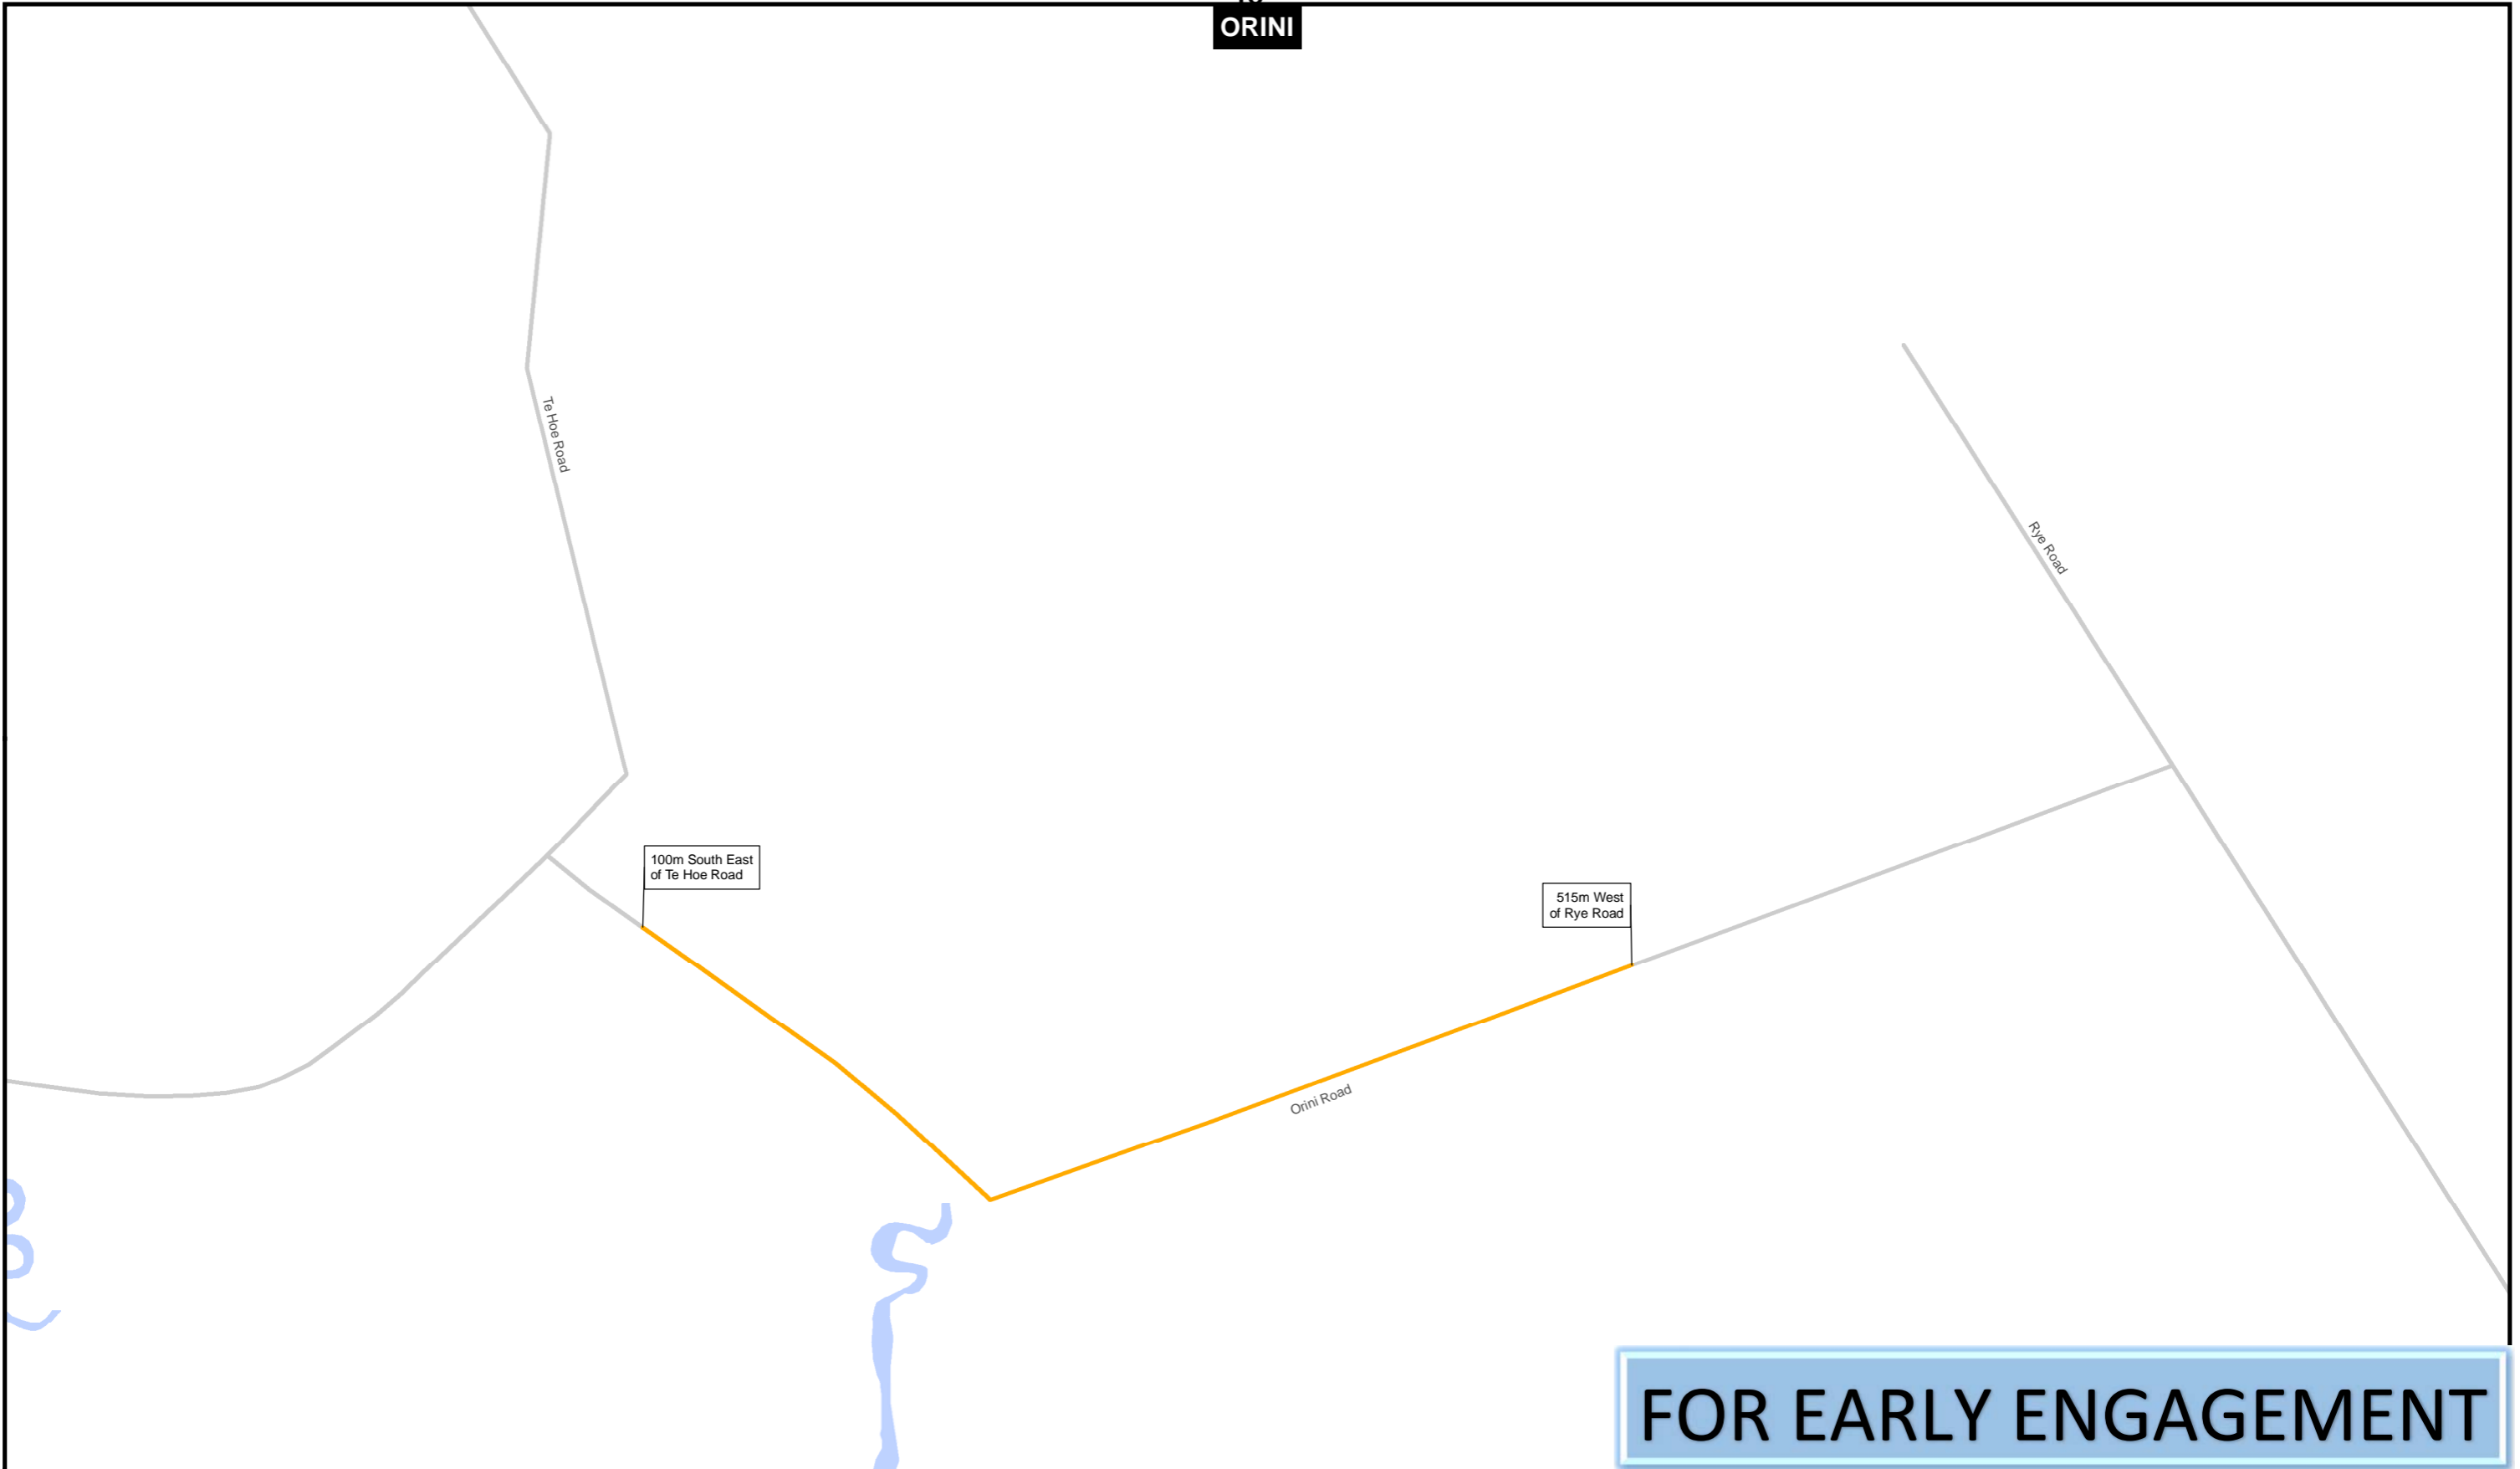 ORINI
Te Hoe Road
Rye Road
100m South East
of Te Hoe Road
515m West
of Rye Road
Orini Road
FOR EARLY ENGAGEMENT